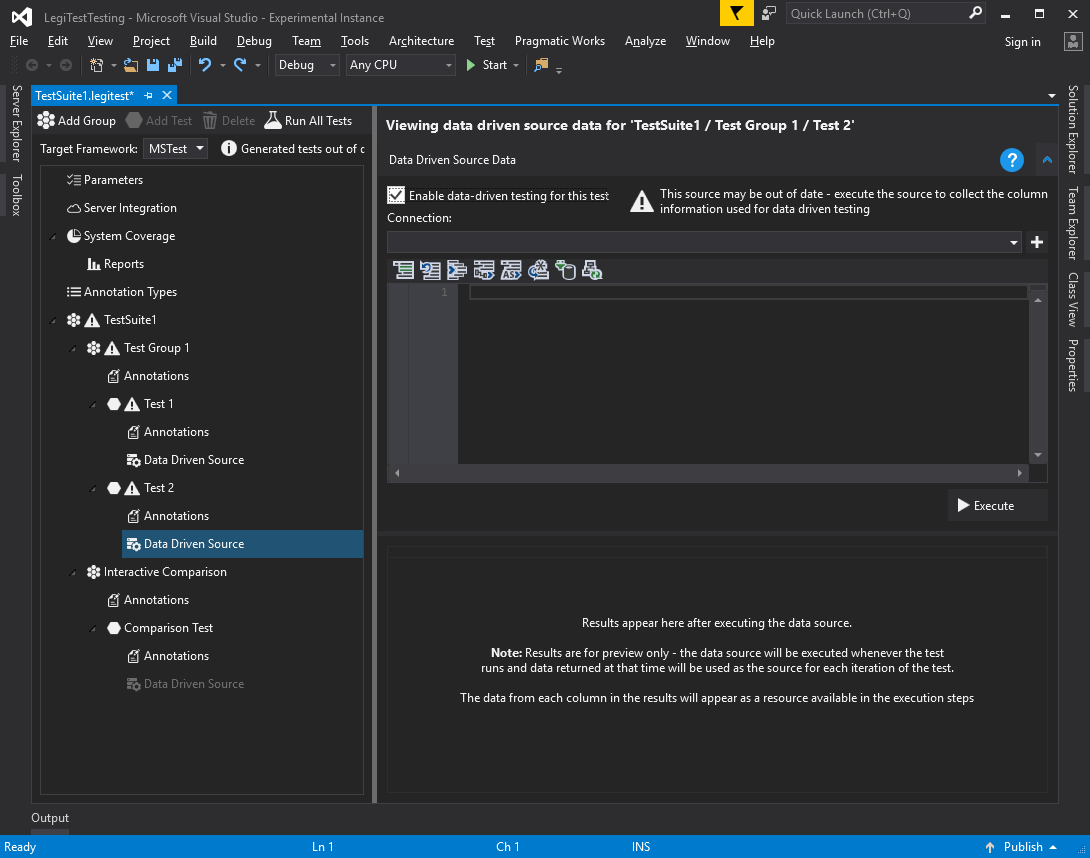 LegiTestTesting - Microsoft Visual Studio - Experimental Instance
Quick Launch (Ctrl+Q)
File Edit View Project Build Debug Team Tools Architecture Test Pragmatic Works Analyze Window Help
Sign in
Debug Any CPU Start
Server Explorer
Toolbox
TestSuite1.legitest*
Add Group Add Test Delete Run All Tests
Target Framework: MSTest Generated tests out of d
Parameters
Server Integration
System Coverage
Reports
Annotation Types
TestSuite1
Test Group 1
Annotations
Test 1
Annotations
Data Driven Source
Test 2
Annotations
Data Driven Source
Interactive Comparison
Annotations
Comparison Test
Annotations
Data Driven Source
Viewing data driven source data for 'TestSuite1 / Test Group 1 / Test 2'
Data Driven Source Data
?
Enable data-driven testing for this test
This source may be out of date - execute the source to collect the column
information used for data driven testing
Connection:
1
Execute
Results appear here after executing the data source.
Note: Results are for preview only - the data source will be executed whenever the test
runs and data returned at that time will be used as the source for each iteration of the test.
The data from each column in the results will appear as a resource available in the execution steps
Solution Explorer
Team Explorer
Class View
Properties
Output
Ready Ln 1 Ch 1 INS Publish